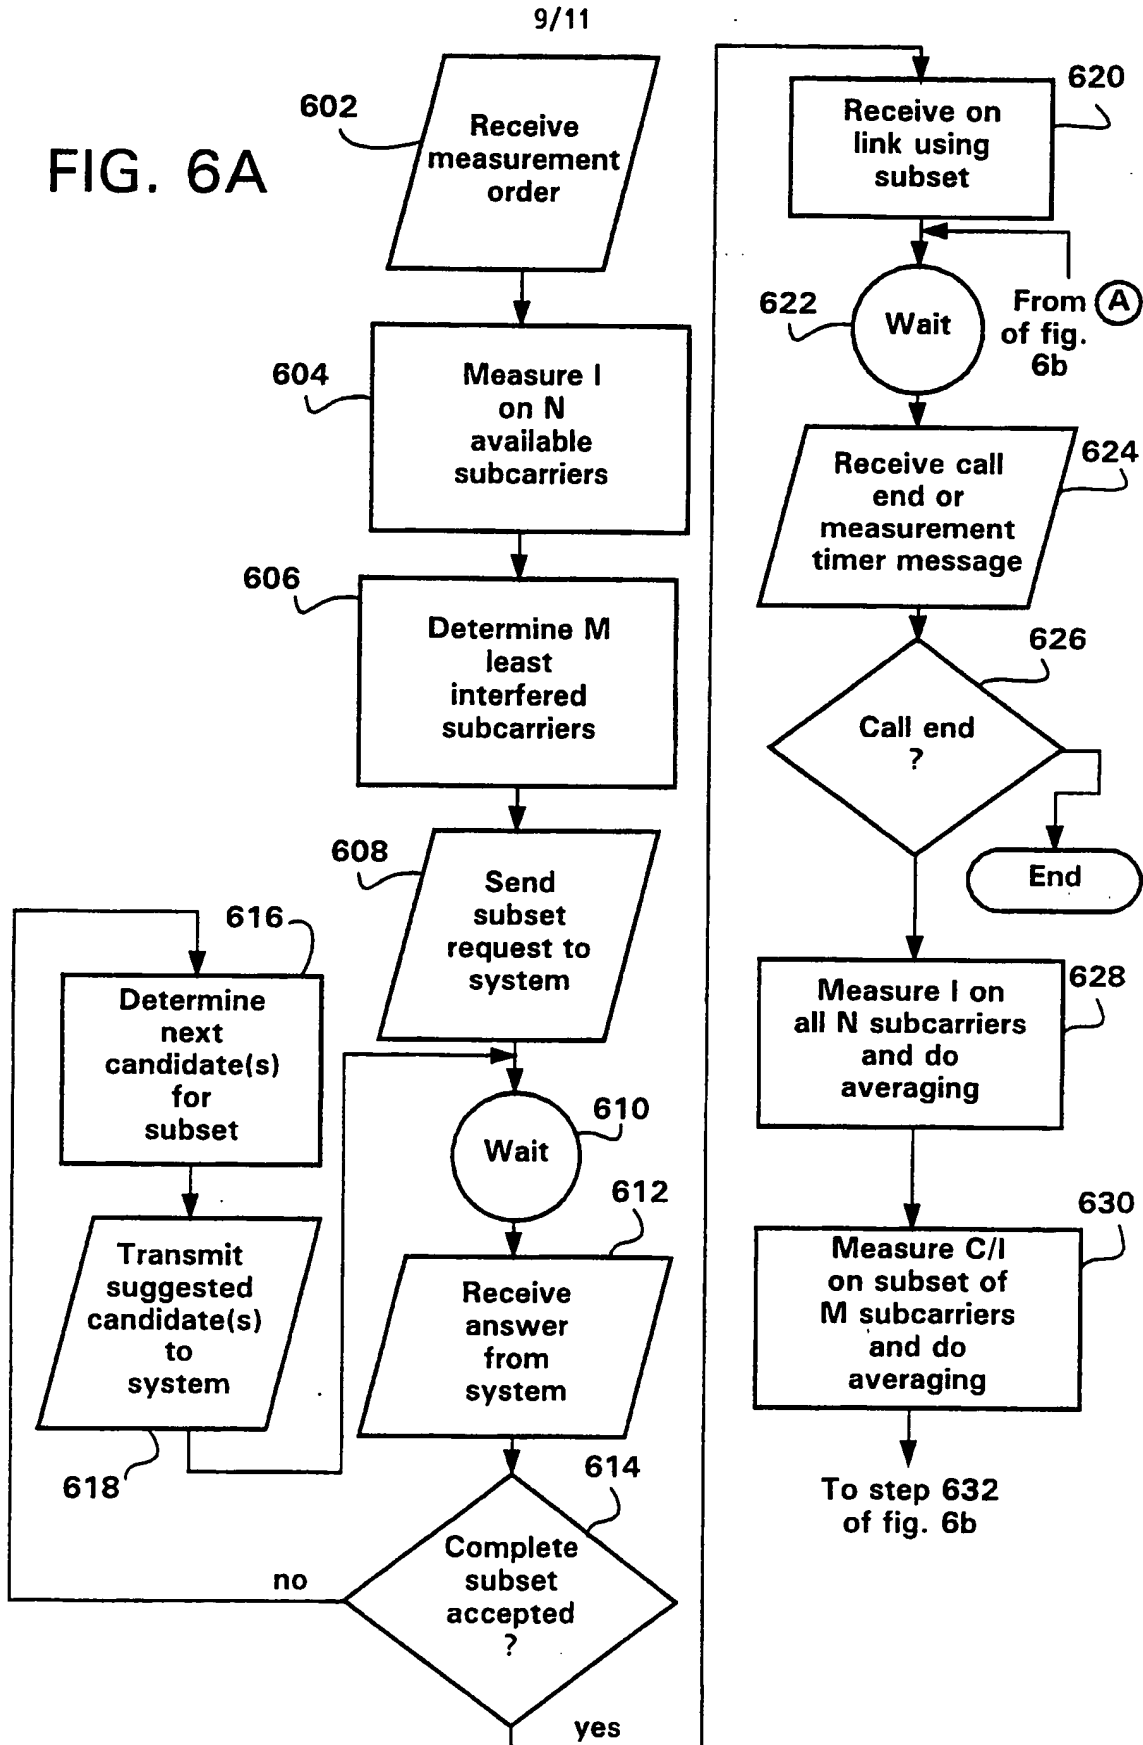 9/11
FIG. 6A
602
Receive
measurement
order
604
Measure I
on N
available
subcarriers
606
Determine M
least
interfered
subcarriers
608
Send
subset
request to
system
610
Wait
612
Receive
answer
from
system
614
Complete
subset
accepted
?
no
yes
616
Determine
next
candidate(s)
for
subset
Transmit
suggested
candidate(s)
to
system
618
620
Receive on
link using
subset
622
Wait
From A
of fig.
6b
624
Receive call
end or
measurement
timer message
626
Call end
?
End
628
Measure I on
all N subcarriers
and do
averaging
630
Measure C/I
on subset of
M subcarriers
and do
averaging
To step 632
of fig. 6b